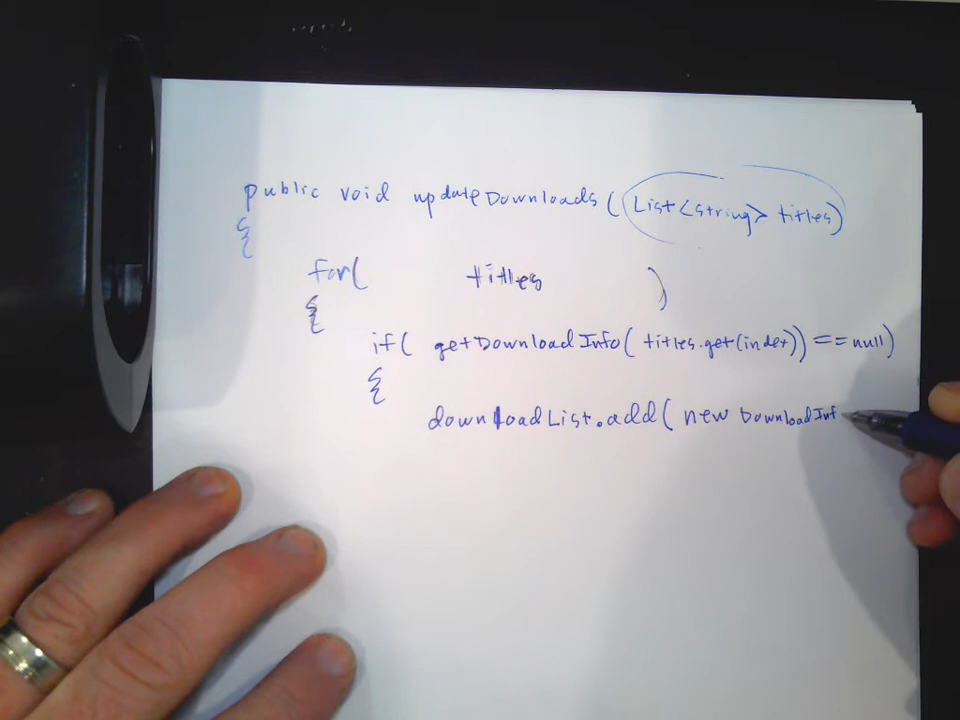 public void updateDownloads ( List<string> titles)
{
for( titles )
{
if( getDownloadInfo( titles.get(index)) == null)
{
downloadList.add( new DownloadInf